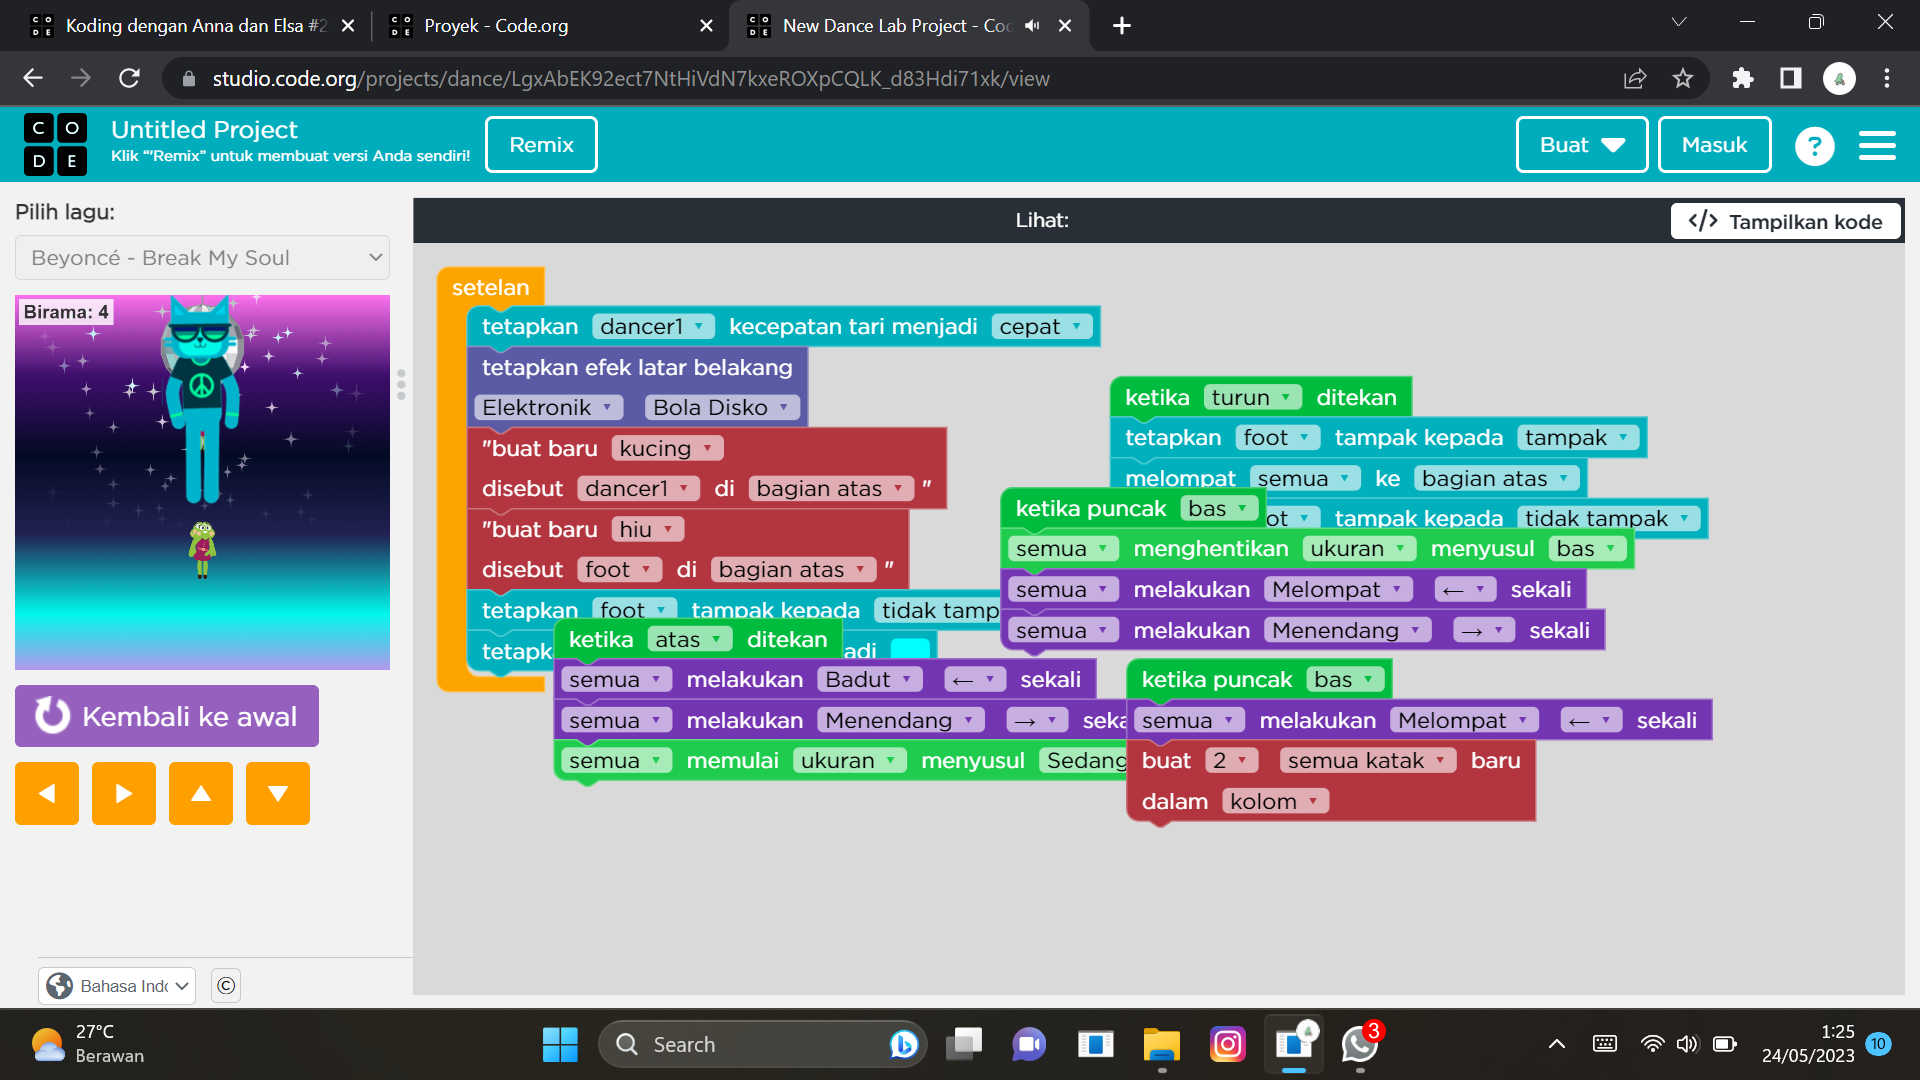 Koding dengan Anna dan Elsa #2
Proyek - Code.org
New Dance Lab Project - Coc
studio.code.org/projects/dance/LgxAbEK92ect7NtHiVdN7kxeROXpCQLK_d83Hdi71xk/view
C O D E
Untitled Project
Klik “"Remix” untuk membuat versi Anda sendiri!
Remix
Buat
Masuk
?
Pilih lagu:
Beyoncé - Break My Soul
Birama: 4
Kembali ke awal
Lihat:
</> Tampilkan kode
setelan
tetapkan dancer1 kecepatan tari menjadi cepat
tetapkan efek latar belakang
Elektronik Bola Disko
"buat baru kucing
disebut dancer1 di bagian atas "
"buat baru hiu
disebut foot di bagian atas "
tetapkan foot tampak kepada tidak tamp
tetapk adi
ketika atas ditekan
semua melakukan Badut ← sekali
semua melakukan Menendang → seka
semua memulai ukuran menyusul Sedang
ketika turun ditekan
tetapkan foot tampak kepada tampak
melompat semua ke bagian atas
ot tampak kepada tidak tampak
ketika puncak bas
semua menghentikan ukuran menyusul bas
semua melakukan Melompat ← sekali
semua melakukan Menendang → sekali
ketika puncak bas
semua melakukan Melompat ← sekali
buat 2 semua katak baru
dalam kolom
Bahasa Indo
©
27°C
Berawan
Search
3
1:25
24/05/2023
10